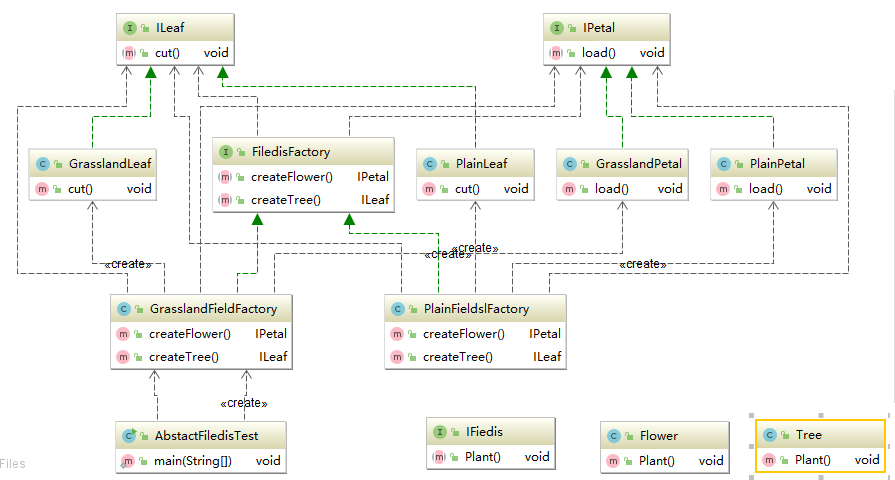 ILeaf
cut() void
IPetal
load() void
GrasslandLeaf
cut() void
FiledisFactory
createFlower() IPetal
createTree() ILeaf
PlainLeaf
cut() void
GrasslandPetal
load() void
PlainPetal
load() void
«create»
«create»
«create»
«create»
GrasslandFieldFactory
createFlower() IPetal
createTree() ILeaf
PlainFieldslFactory
createFlower() IPetal
createTree() ILeaf
«create»
AbstactFiledisTest
main(String[]) void
IFiedis
Plant() void
Flower
Plant() void
Tree
Plant() void
Files